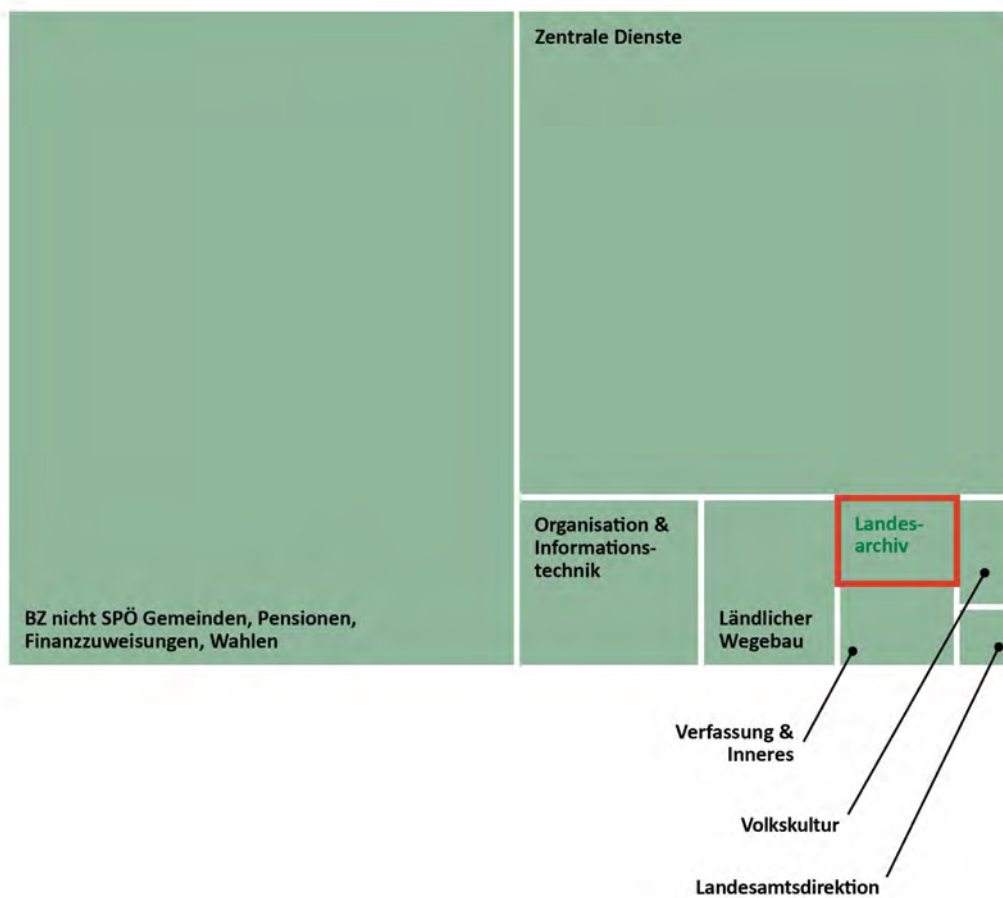 Zentrale Dienste
BZ nicht SPÖ Gemeinden, Pensionen,
Finanzzuweisungen, Wahlen
Organisation &
Informations-
technik
Ländlicher
Wegebau
Landes-
archiv
Verfassung &
Inneres
Volkskultur
Landesamtsdirektion